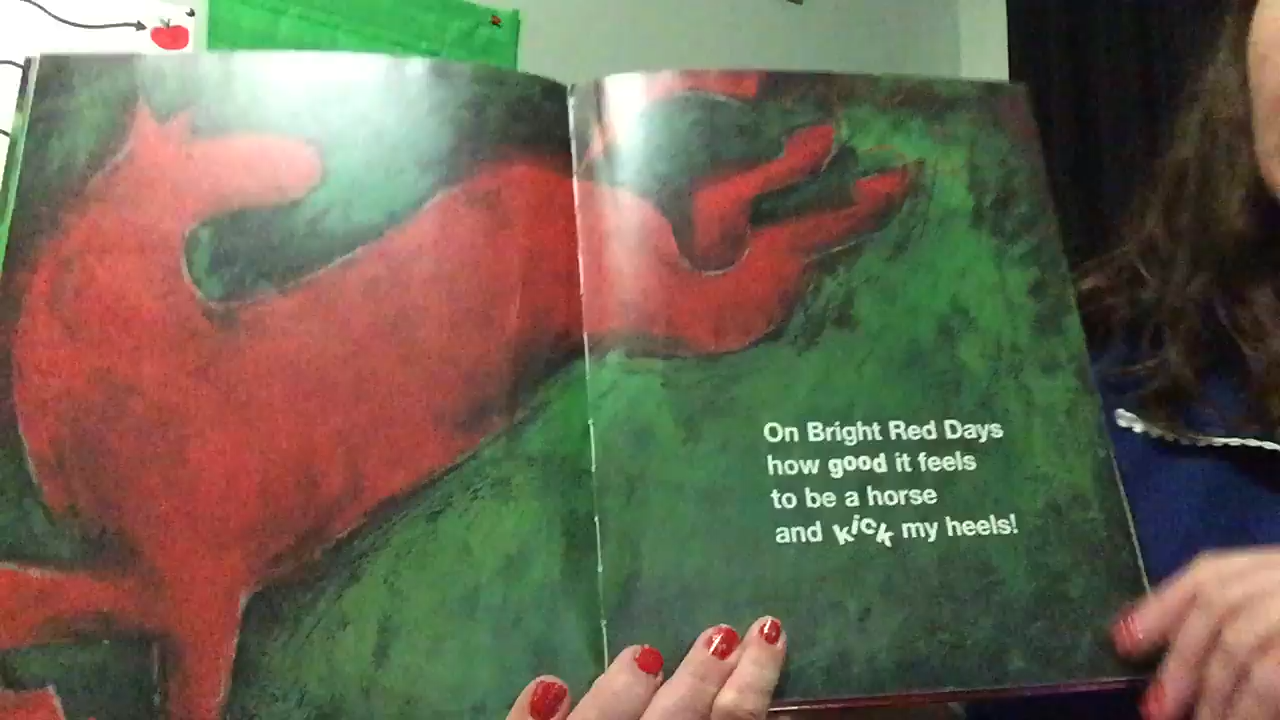 On Bright Red Days
how good it feels
to be a horse
and kick my heels!